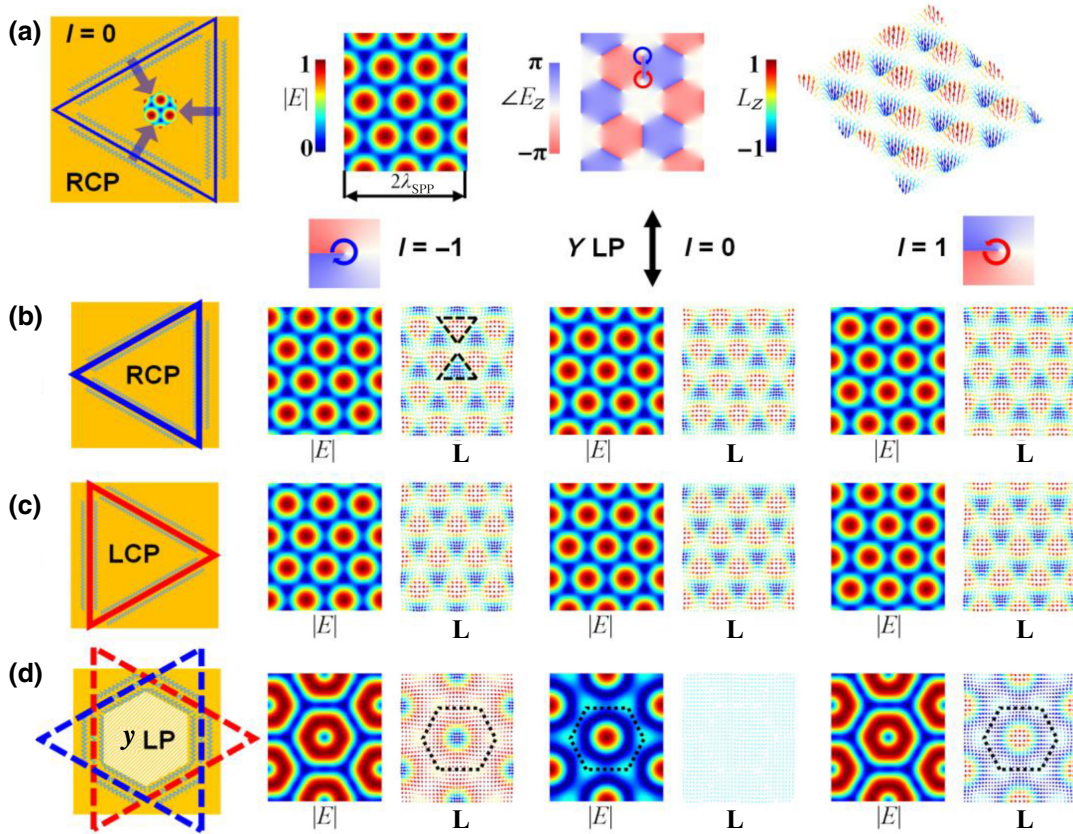 (a)
l = 0
RCP
|E|
1
0
2λSPP
π
∠EZ
−π
1
LZ
−1
l = −1
Y LP
l = 0
l = 1
(b)
RCP
|E|
L
|E|
L
|E|
L
(c)
LCP
|E|
L
|E|
L
|E|
L
(d)
y LP
|E|
L
|E|
L
|E|
L